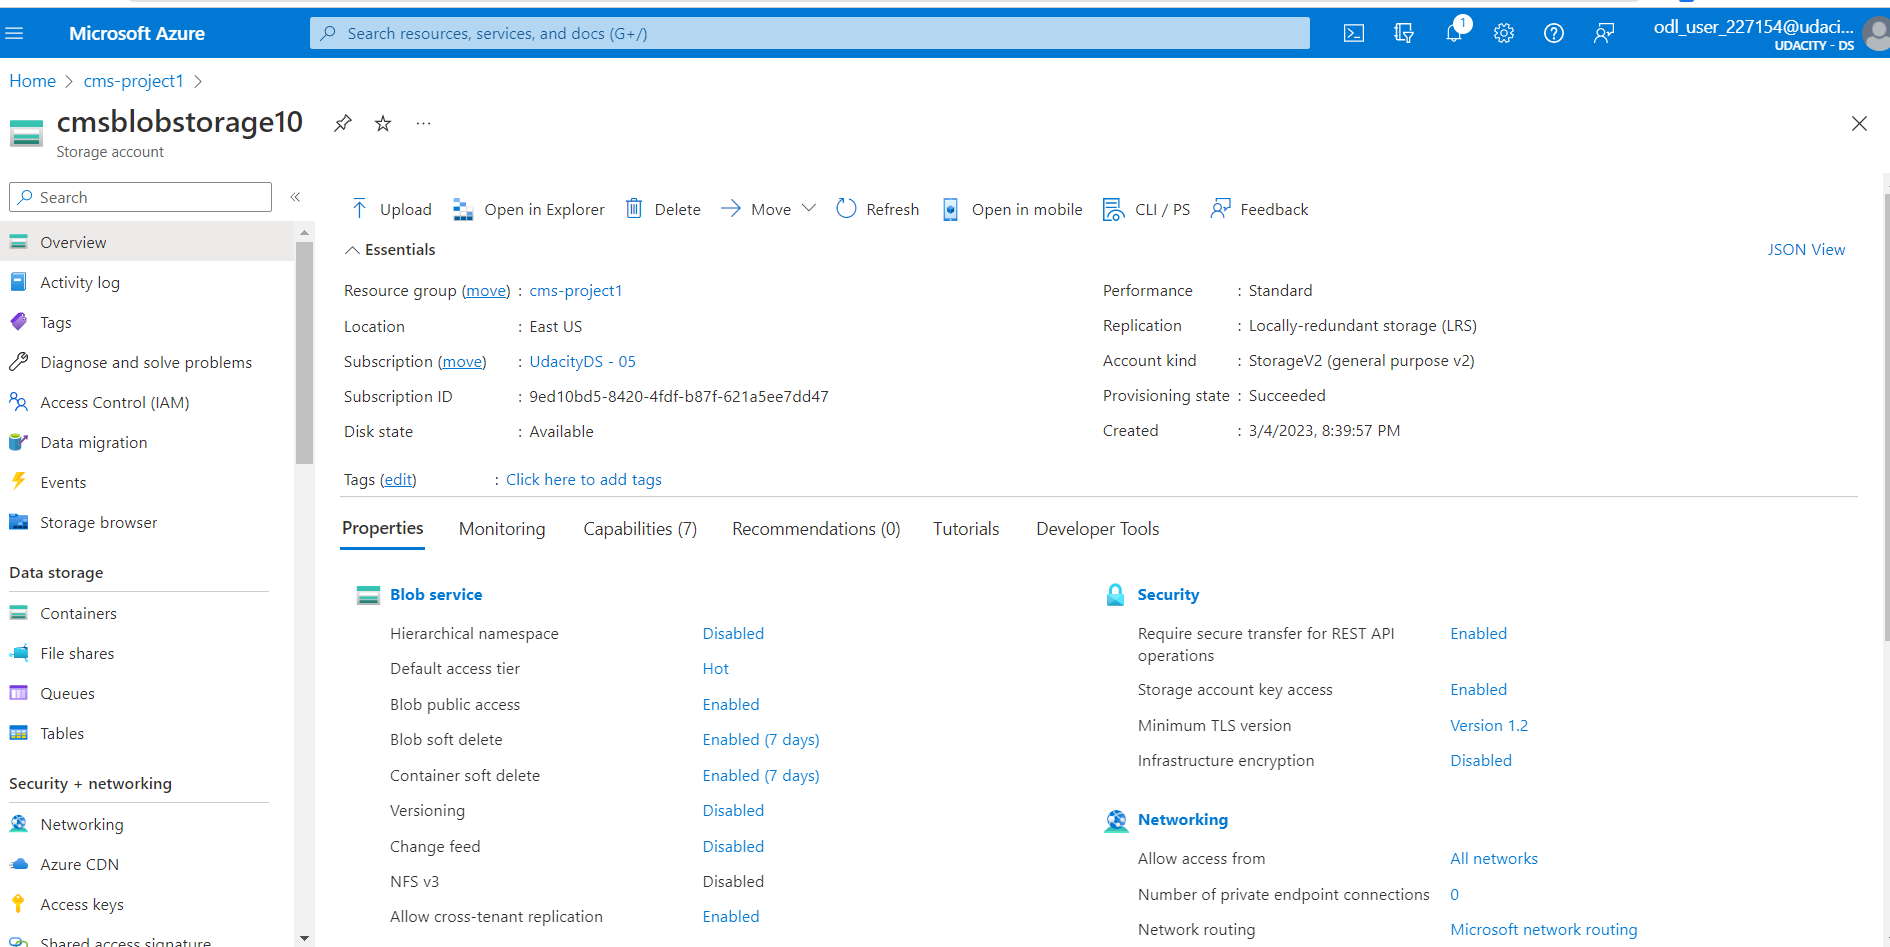 Microsoft Azure
Search resources, services, and docs (G+/)
1
odl_user_227154@udaci...
UDACITY - DS
Home > cms-project1 >
cmsblobstorage10
...
Storage account
Search
«
Overview
Activity log
Tags
Diagnose and solve problems
Access Control (IAM)
Data migration
Events
Storage browser
Data storage
Containers
File shares
Queues
Tables
Security + networking
Networking
Azure CDN
Access keys
Shared access signature
Upload
Open in Explorer
Delete
Move
Refresh
Open in mobile
CLI / PS
Feedback
Essentials
JSON View
Resource group (move) : cms-project1
Location : East US
Subscription (move) : UdacityDS - 05
Subscription ID : 9ed10bd5-8420-4fdf-b87f-621a5ee7dd47
Disk state : Available
Performance : Standard
Replication : Locally-redundant storage (LRS)
Account kind : StorageV2 (general purpose v2)
Provisioning state : Succeeded
Created : 3/4/2023, 8:39:57 PM
Tags (edit) : Click here to add tags
Properties
Monitoring
Capabilities (7)
Recommendations (0)
Tutorials
Developer Tools
Blob service
Hierarchical namespace Disabled
Default access tier Hot
Blob public access Enabled
Blob soft delete Enabled (7 days)
Container soft delete Enabled (7 days)
Versioning Disabled
Change feed Disabled
NFS v3 Disabled
Allow cross-tenant replication Enabled
Security
Require secure transfer for REST API Enabled
operations
Storage account key access Enabled
Minimum TLS version Version 1.2
Infrastructure encryption Disabled
Networking
Allow access from All networks
Number of private endpoint connections 0
Network routing Microsoft network routing